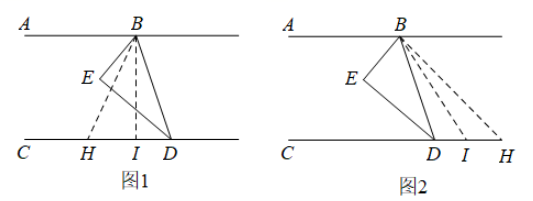 A B
E
C H I D
图1
A B
E
C D I H
图2